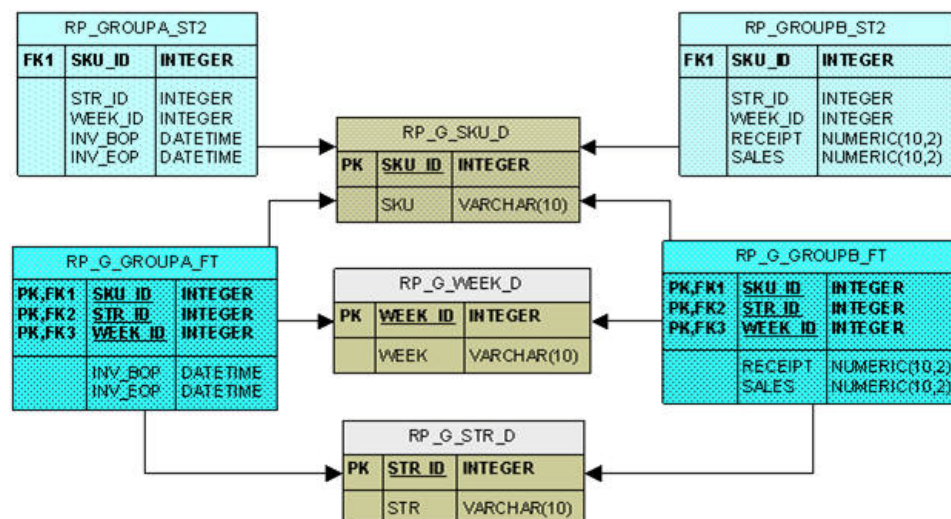 RP_GROUPA_ST2
FK1 SKU_ID INTEGER
STR_ID INTEGER
WEEK_ID INTEGER
INV_BOP DATETIME
INV_EOP DATETIME
RP_GROUPB_ST2
FK1 SKU_ID INTEGER
STR_ID INTEGER
WEEK_ID INTEGER
RECEIPT NUMERIC(10,2)
SALES NUMERIC(10,2)
RP_G_SKU_D
PK SKU_ID INTEGER
SKU VARCHAR(10)
RP_G_GROUPA_FT
PK,FK1 SKU_ID INTEGER
PK,FK2 STR_ID INTEGER
PK,FK3 WEEK_ID INTEGER
INV_BOP DATETIME
INV_EOP DATETIME
RP_G_WEEK_D
PK WEEK_ID INTEGER
WEEK VARCHAR(10)
RP_G_GROUPB_FT
PK,FK1 SKU_ID INTEGER
PK,FK2 STR_ID INTEGER
PK,FK3 WEEK_ID INTEGER
RECEIPT NUMERIC(10,2)
SALES NUMERIC(10,2)
RP_G_STR_D
PK STR_ID INTEGER
STR VARCHAR(10)